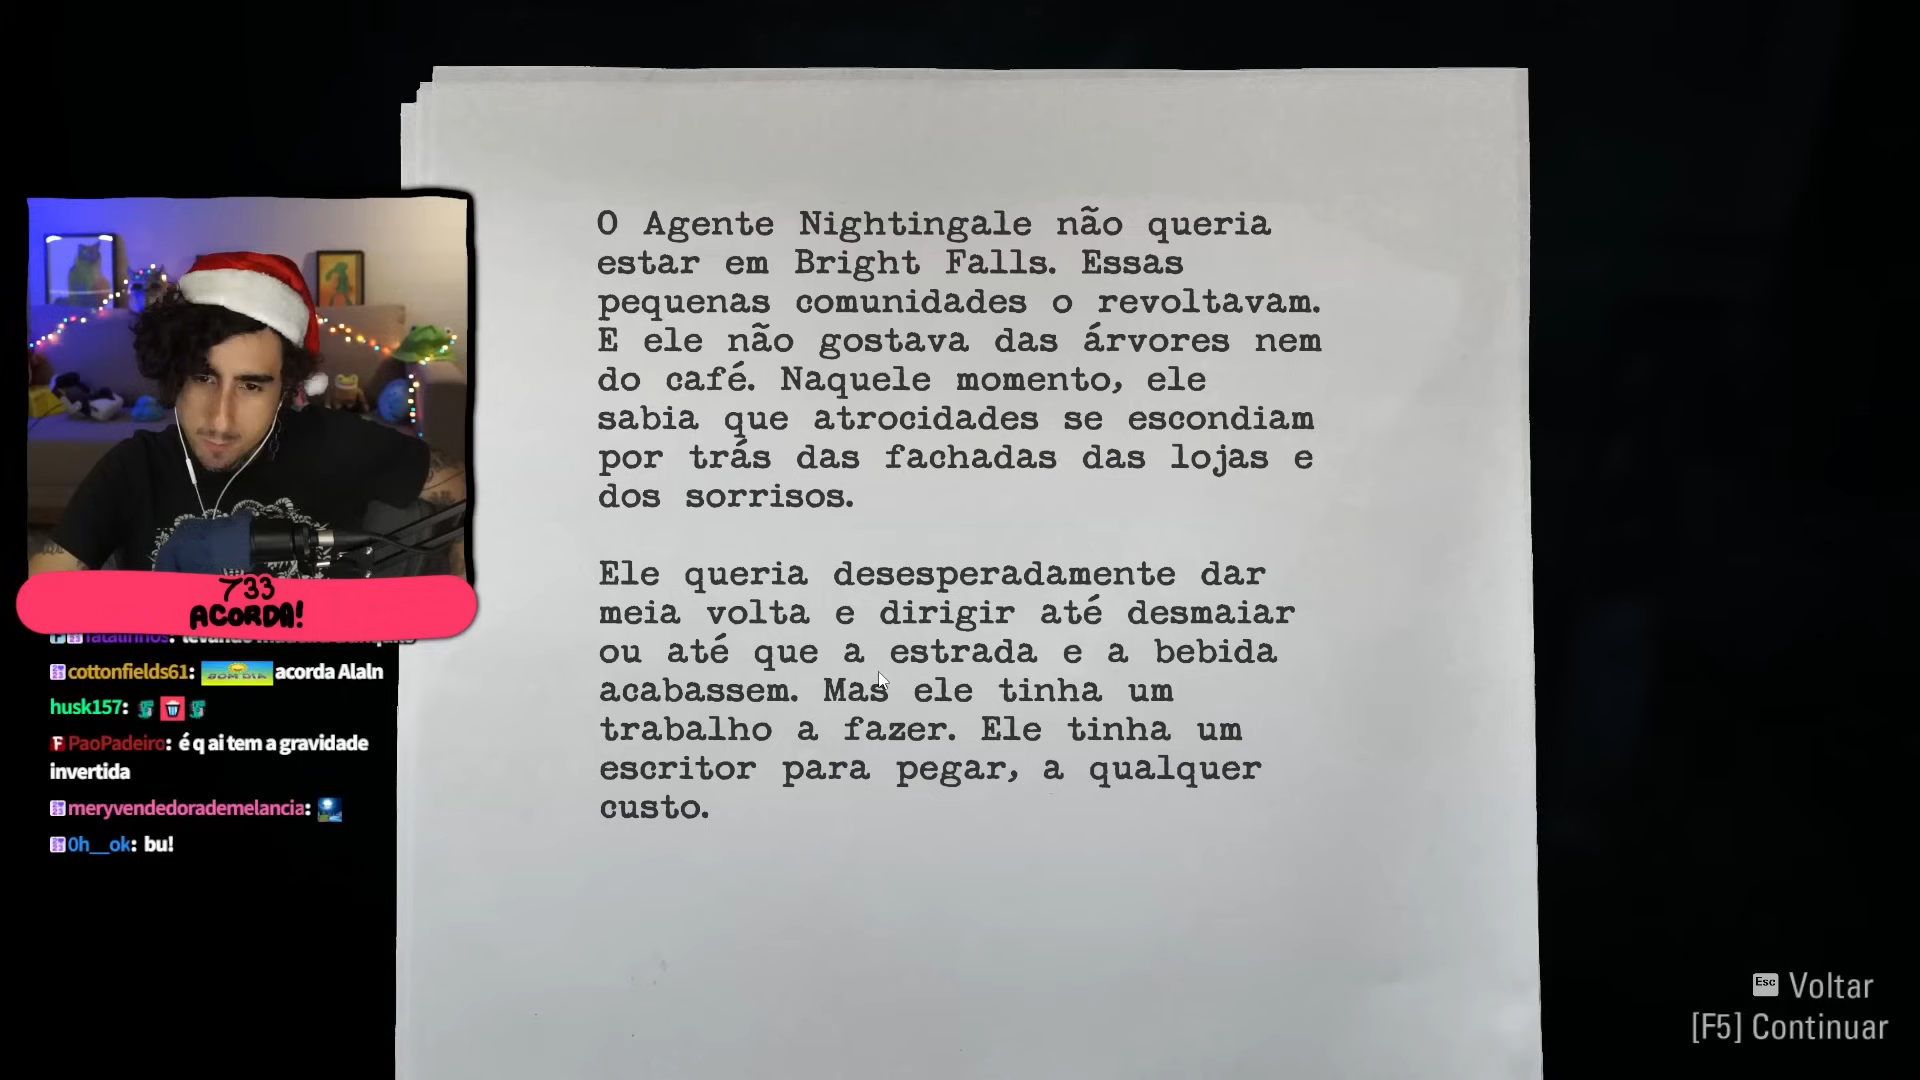 O Agente Nightingale não queria
estar em Bright Falls. Essas
pequenas comunidades o revoltavam.
E ele não gostava das árvores nem
do café. Naquele momento, ele
sabia que atrocidades se escondiam
por trás das fachadas das lojas e
dos sorrisos.
Ele queria desesperadamente dar
meia volta e dirigir até desmaiar
ou até que a estrada e a bebida
acabassem. Mas ele tinha um
trabalho a fazer. Ele tinha um
escritor para pegar, a qualquer
custo.
733
ACORDA!
cottonfields61: BOM DIA acorda Alaln
husk157:
PaoPadeiro: é q ai tem a gravidade
invertida
meryvendedorademelancia:
0h__ok: bu!
Esc Voltar
[F5] Continuar